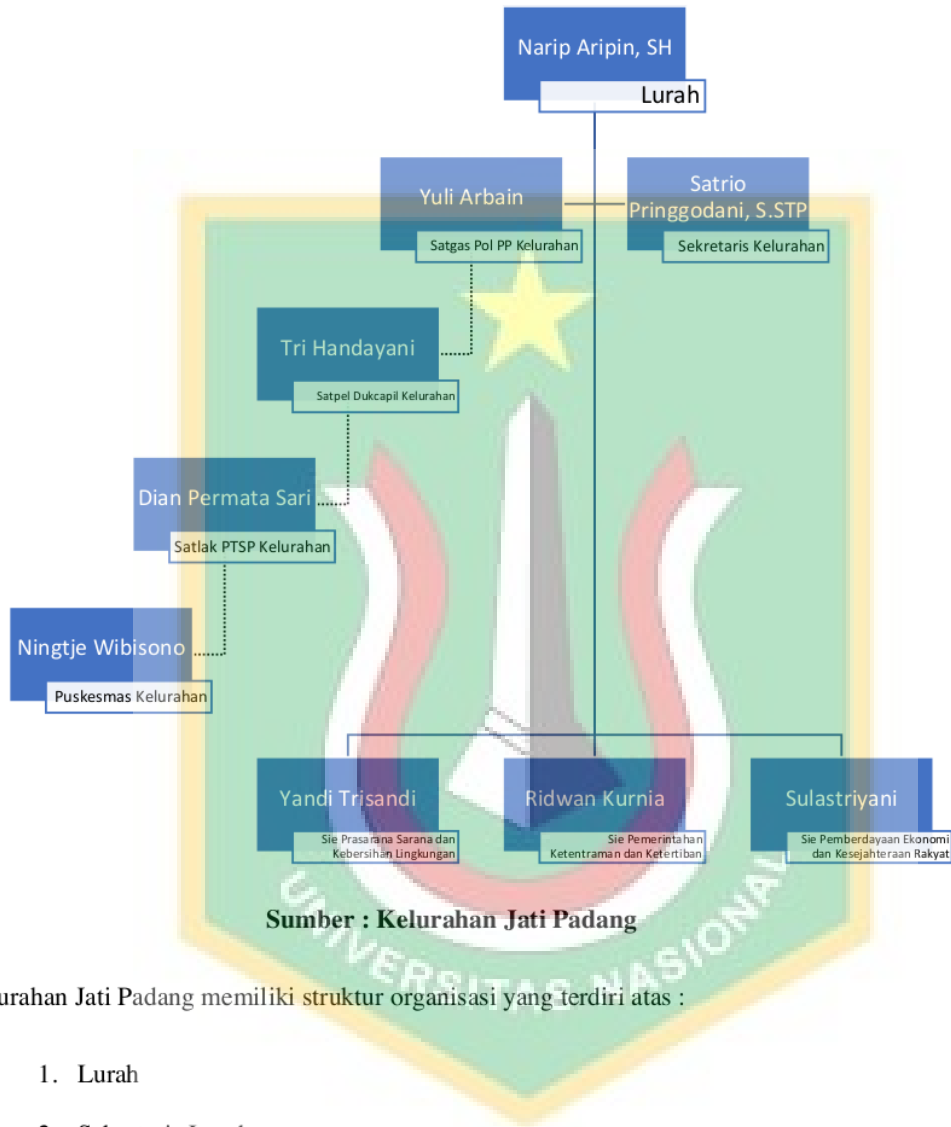 Narip Aripin, SH
Lurah
Yuli Arbain
Satgas Pol PP Kelurahan
Satrio
Pringgodani, S.STP
Sekretaris Kelurahan
Tri Handayani
Satpel Dukcapil Kelurahan
Dian Permata Sari
Satlak PTSP Kelurahan
Ningtje Wibisono
Puskesmas Kelurahan
Yandi Trisandi
Sie Prasarana Sarana dan
Kebersihan Lingkungan
Ridwan Kurnia
Sie Pemerintahan
Ketentraman dan Ketertiban
Sulastriyani
Sie Pemberdayaan Ekonomi
dan Kesejahteraan Rakyat
Sumber : Kelurahan Jati Padang
UNIVERSITAS NASIONAL
urahan Jati Padang memiliki struktur organisasi yang terdiri atas :
1. Lurah